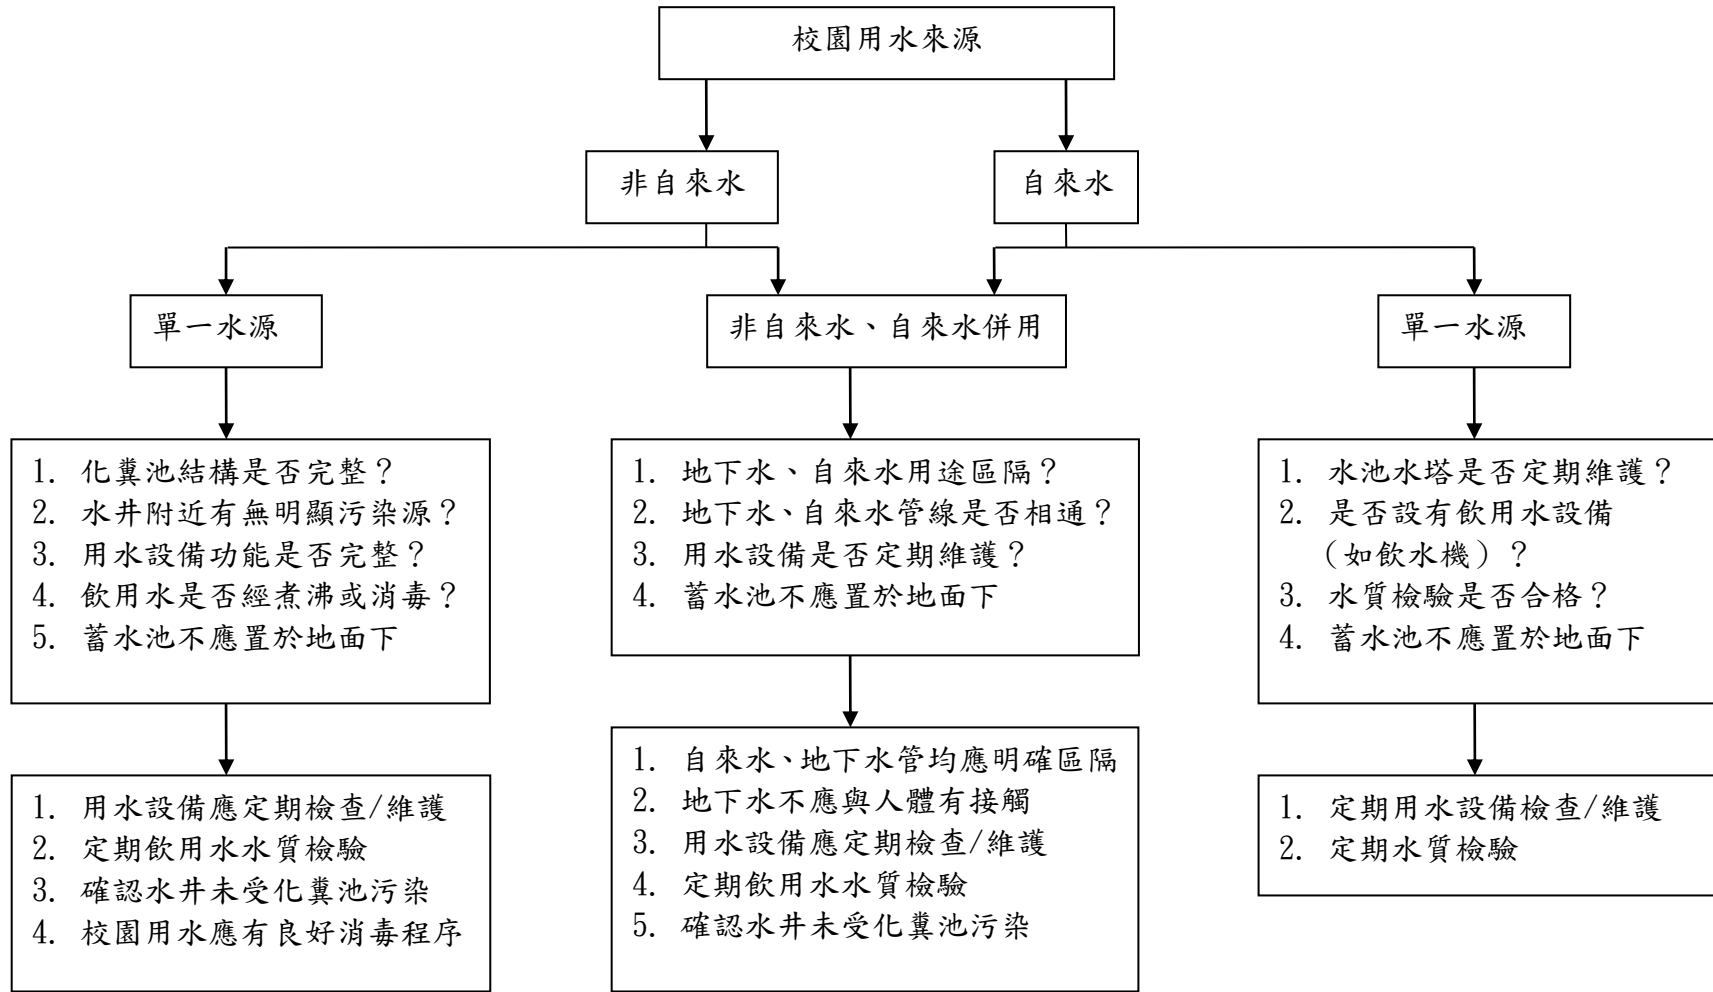 校園用水來源
非自來水
自來水
單一水源
非自來水、自來水併用
單一水源
1. 化糞池結構是否完整？
2. 水井附近有無明顯污染源？
3. 用水設備功能是否完整？
4. 飲用水是否經煮沸或消毒？
5. 蓄水池不應置於地面下
1. 地下水、自來水用途區隔？
2. 地下水、自來水管線是否相通？
3. 用水設備是否定期維護？
4. 蓄水池不應置於地面下
1. 水池水塔是否定期維護？
2. 是否設有飲用水設備
（如飲水機）？
3. 水質檢驗是否合格？
4. 蓄水池不應置於地面下
1. 用水設備應定期檢查/維護
2. 定期飲用水水質檢驗
3. 確認水井未受化糞池污染
4. 校園用水應有良好消毒程序
1. 自來水、地下水管均應明確區隔
2. 地下水不應與人體有接觸
3. 用水設備應定期檢查/維護
4. 定期飲用水水質檢驗
5. 確認水井未受化糞池污染
1. 定期用水設備檢查/維護
2. 定期水質檢驗